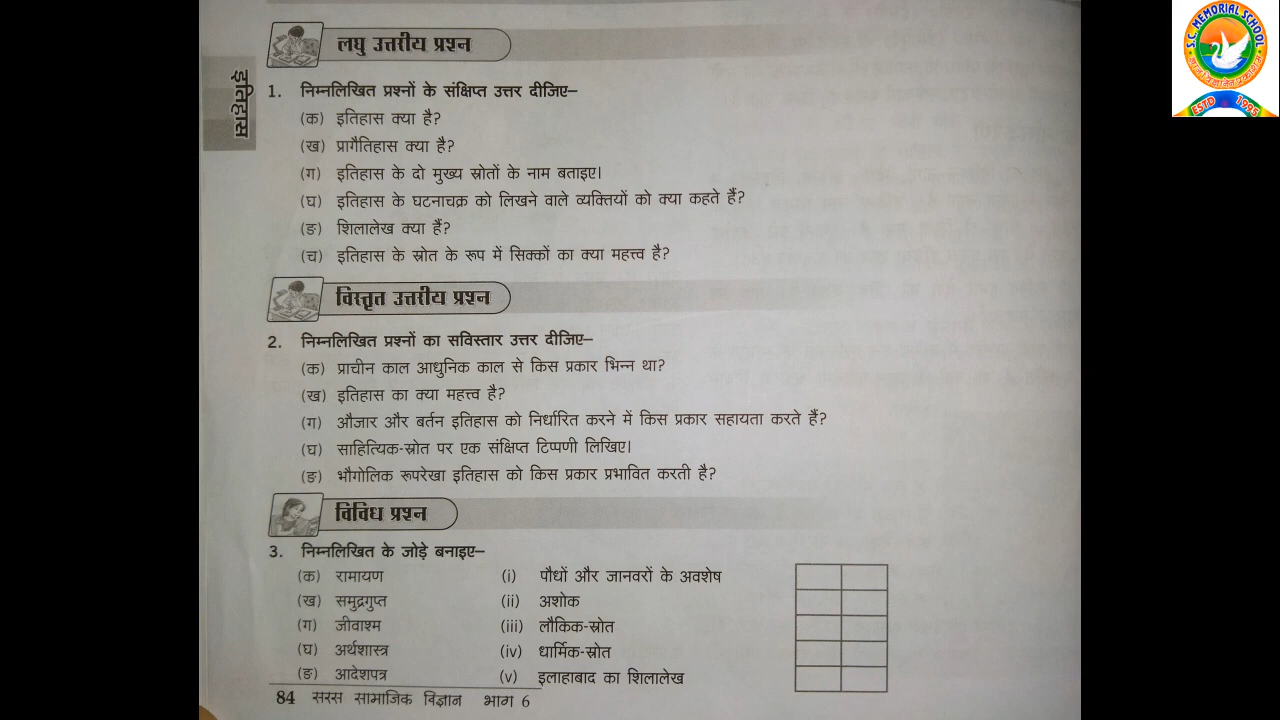 S.C. MEMORIAL SCHOOL
ESTD 1995
इतिहास
लघु उत्तरीय प्रश्न
1. निम्नलिखित प्रश्नों के संक्षिप्त उत्तर दीजिए–
(क) इतिहास क्या है?
(ख) प्रागैतिहास क्या है?
(ग) इतिहास के दो मुख्य स्रोतों के नाम बताइए।
(घ) इतिहास के घटनाचक्र को लिखने वाले व्यक्तियों को क्या कहते हैं?
(ङ) शिलालेख क्या हैं?
(च) इतिहास के स्रोत के रूप में सिक्कों का क्या महत्त्व है?
विस्तृत उत्तरीय प्रश्न
2. निम्नलिखित प्रश्नों का सविस्तार उत्तर दीजिए–
(क) प्राचीन काल आधुनिक काल से किस प्रकार भिन्न था?
(ख) इतिहास का क्या महत्त्व है?
(ग) औजार और बर्तन इतिहास को निर्धारित करने में किस प्रकार सहायता करते हैं?
(घ) साहित्यिक-स्रोत पर एक संक्षिप्त टिप्पणी लिखिए।
(ङ) भौगोलिक रूपरेखा इतिहास को किस प्रकार प्रभावित करती है?
विविध प्रश्न
3. निम्नलिखित के जोड़े बनाइए–
(क) रामायण (i) पौधों और जानवरों के अवशेष
(ख) समुद्रगुप्त (ii) अशोक
(ग) जीवाश्म (iii) लौकिक-स्रोत
(घ) अर्थशास्त्र (iv) धार्मिक-स्रोत
(ङ) आदेशपत्र (v) इलाहाबाद का शिलालेख
84 सरस सामाजिक विज्ञान भाग 6